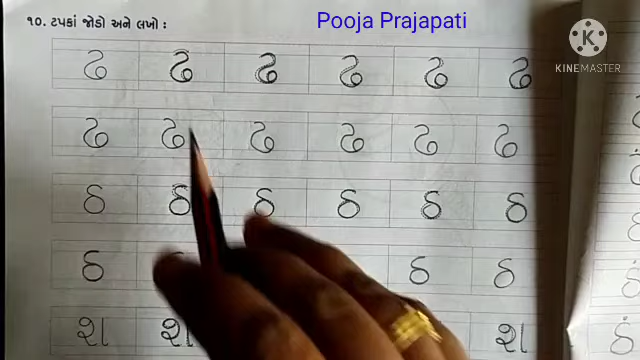 Pooja Prajapati
KINEMASTER
૧૦. ટપકાં જોડો અને લખો :
ઢ ઢ ઢ ઢ ઢ ઢ
ઢ ઢ ઢ ઢ ઢ ઢ
ઠ ઠ ઠ ઠ ઠ ઠ
ઠ ઠ ઠ
શ શ શ